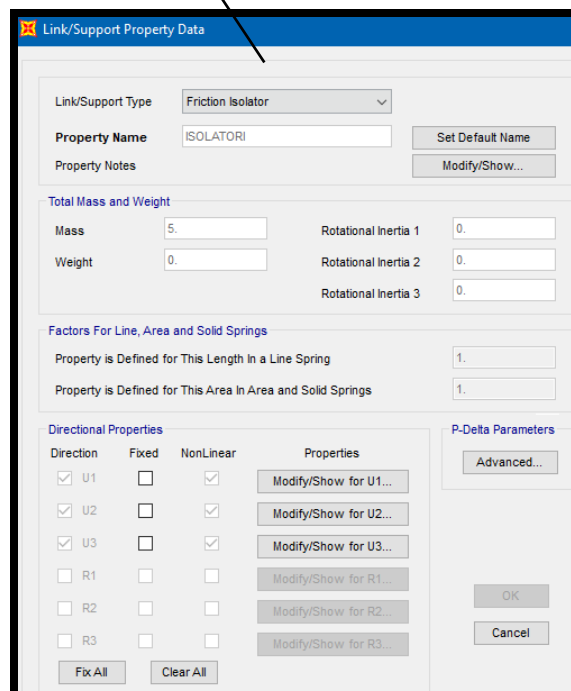 Link/Support Property Data
Link/Support Type Friction Isolator
Property Name ISOLATORI Set Default Name
Property Notes Modify/Show...
Total Mass and Weight
Mass 5. Rotational Inertia 1 0.
Weight 0. Rotational Inertia 2 0.
Rotational Inertia 3 0.
Factors For Line, Area and Solid Springs
Property is Defined for This Length In a Line Spring 1.
Property is Defined for This Area In Area and Solid Springs 1.
Directional Properties P-Delta Parameters
Direction Fixed NonLinear Properties Advanced...
U1 Modify/Show for U1...
U2 Modify/Show for U2...
U3 Modify/Show for U3...
R1 Modify/Show for R1...
R2 Modify/Show for R2... OK
R3 Modify/Show for R3... Cancel
Fix All Clear All